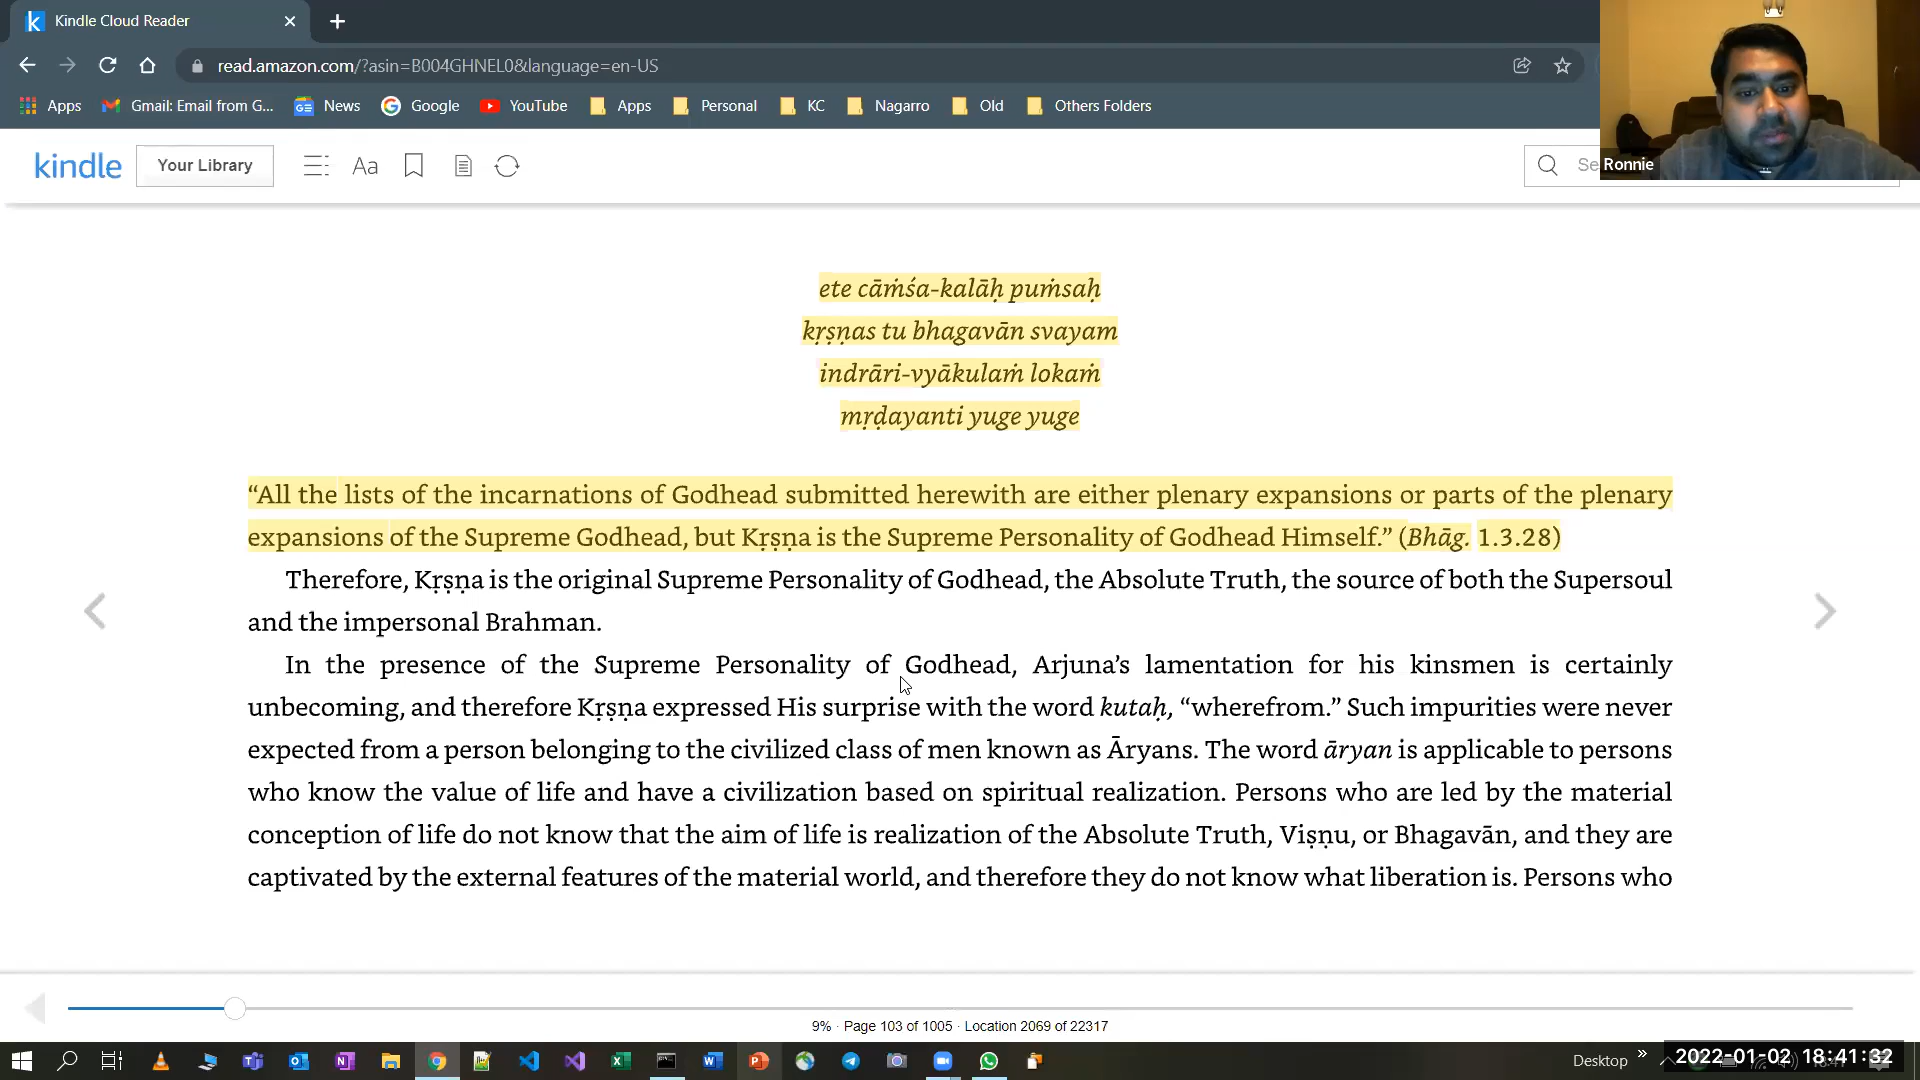 Kindle Cloud Reader
read.amazon.com/?asin=B004GHNEL0&language=en-US
Apps Gmail: Email from G... News Google YouTube Apps Personal KC Nagarro Old Others Folders
kindle Your Library Aa Se
Ronnie
ete cāṁśa-kalāḥ puṁsaḥ
kṛṣṇas tu bhagavān svayam
indrāri-vyākulaṁ lokaṁ
mṛḍayanti yuge yuge
“All the lists of the incarnations of Godhead submitted herewith are either plenary expansions or parts of the plenary
expansions of the Supreme Godhead, but Kṛṣṇa is the Supreme Personality of Godhead Himself.” (Bhāg. 1.3.28)
Therefore, Kṛṣṇa is the original Supreme Personality of Godhead, the Absolute Truth, the source of both the Supersoul
and the impersonal Brahman.
In the presence of the Supreme Personality of Godhead, Arjuna’s lamentation for his kinsmen is certainly
unbecoming, and therefore Kṛṣṇa expressed His surprise with the word kutaḥ, “wherefrom.” Such impurities were never
expected from a person belonging to the civilized class of men known as Āryans. The word āryan is applicable to persons
who know the value of life and have a civilization based on spiritual realization. Persons who are led by the material
conception of life do not know that the aim of life is realization of the Absolute Truth, Viṣṇu, or Bhagavān, and they are
captivated by the external features of the material world, and therefore they do not know what liberation is. Persons who
9% · Page 103 of 1005 · Location 2069 of 22317
Desktop » 2022-01-02 18:41:32